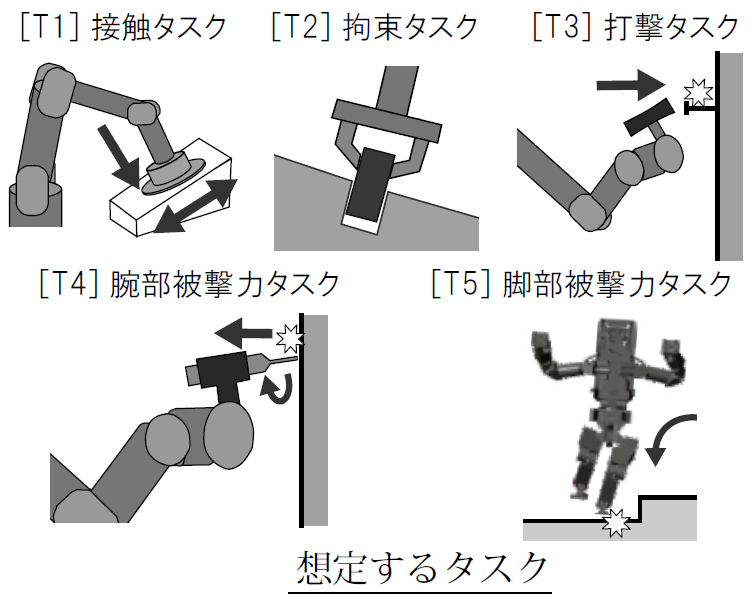 [T1] 接触タスク
[T2] 拘束タスク
[T3] 打撃タスク
[T4] 腕部被撃力タスク
[T5] 脚部被撃力タスク
想定するタスク